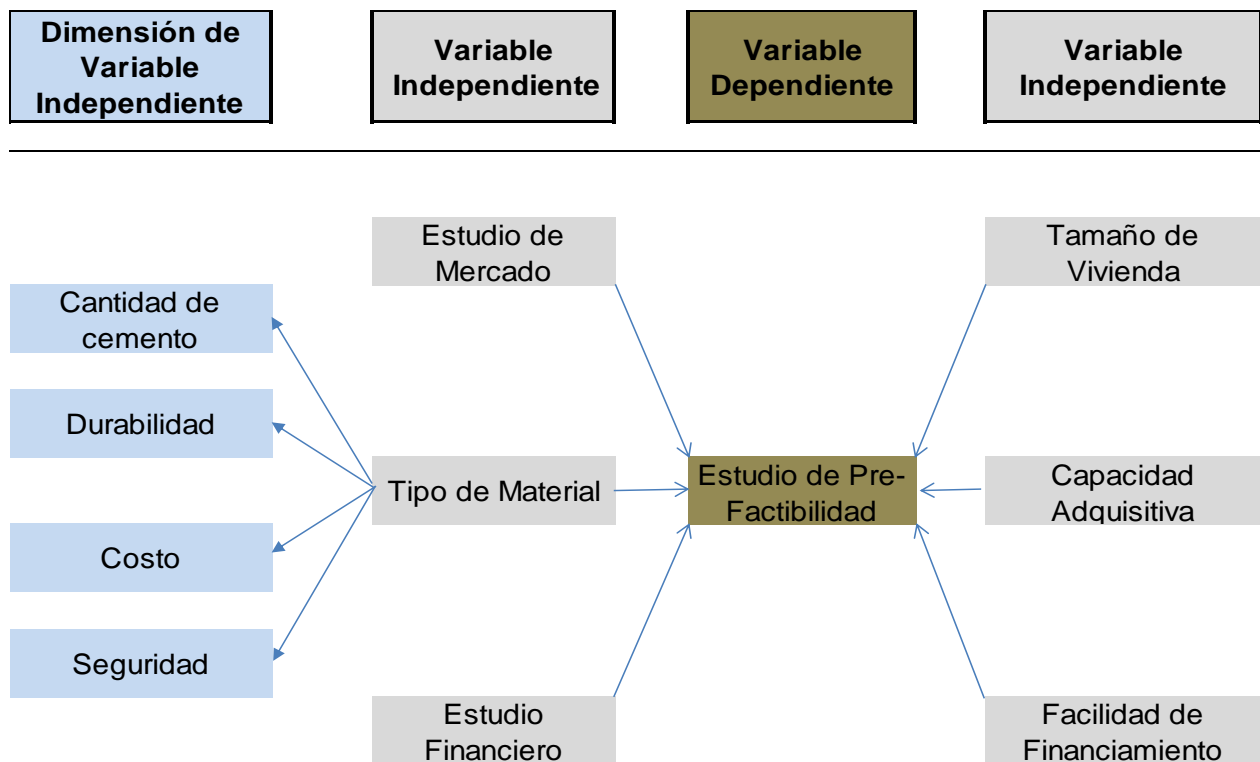 Dimensión de
Variable
Independiente
Variable
Independiente
Variable
Dependiente
Variable
Independiente
Estudio de
Mercado
Tamaño de
Vivienda
Cantidad de
cemento
Durabilidad
Tipo de Material
Estudio de Pre-
Factibilidad
Capacidad
Adquisitiva
Costo
Seguridad
Estudio
Financiero
Facilidad de
Financiamiento